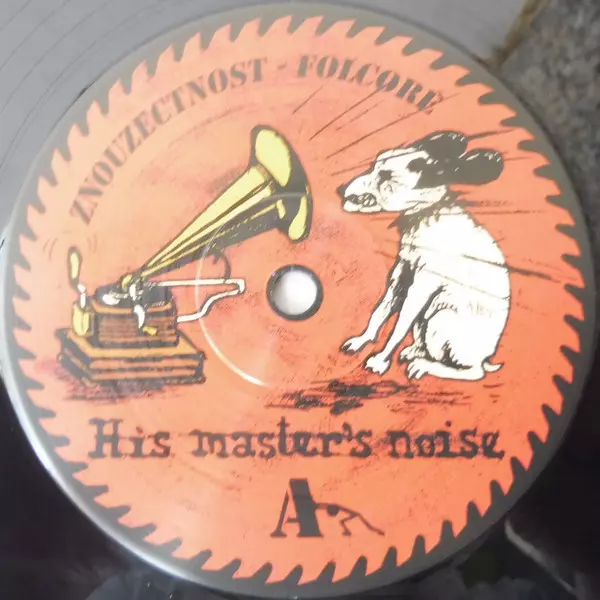 ZNOUZECTNOST - FOLCORE
His master's noise
A